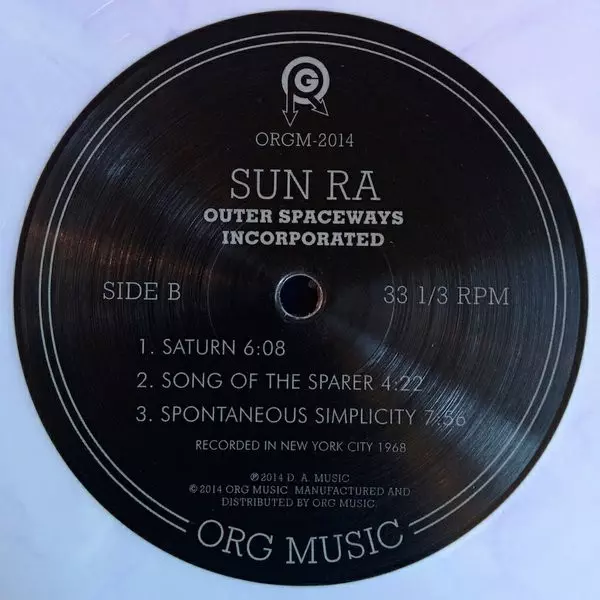 G
ORGM-2014
SUN RA
OUTER SPACEWAYS
INCORPORATED
SIDE B
33 1/3 RPM
1. SATURN 6:08
2. SONG OF THE SPARER 4:22
3. SPONTANEOUS SIMPLICITY 7:56
RECORDED IN NEW YORK CITY 1968
℗ 2014 D. A. MUSIC
© 2014 ORG MUSIC MANUFACTURED AND
DISTRIBUTED BY ORG MUSIC.
ORG MUSIC